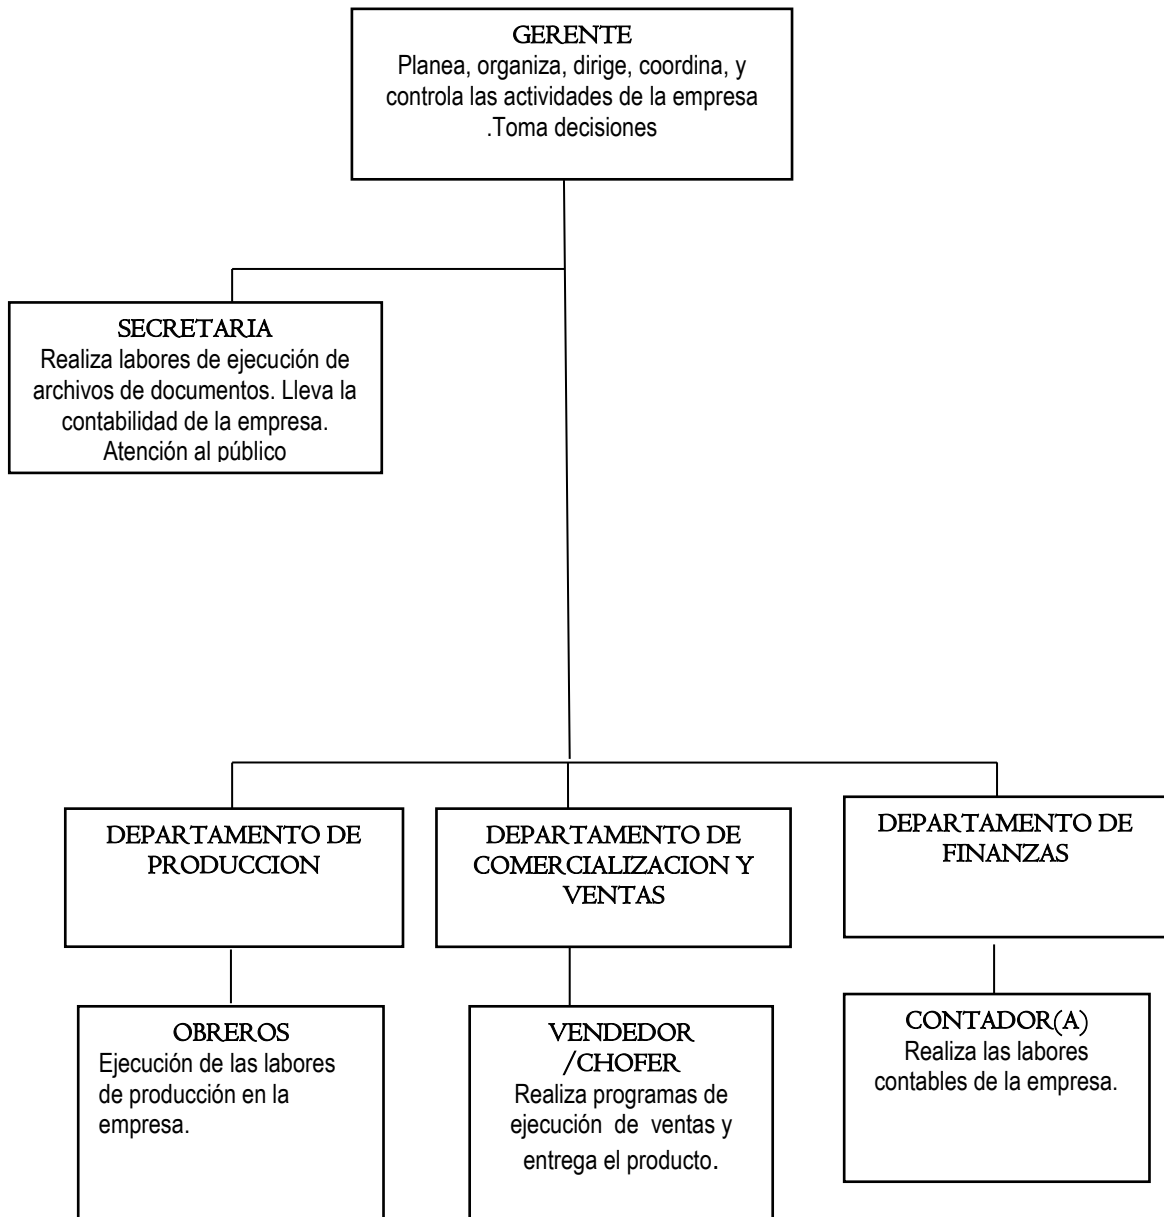 GERENTE
Planea, organiza, dirige, coordina, y
controla las actividades de la empresa
.Toma decisiones
SECRETARIA
Realiza labores de ejecución de
archivos de documentos. Lleva la
contabilidad de la empresa.
Atención al público
DEPARTAMENTO DE
PRODUCCION
DEPARTAMENTO DE
COMERCIALIZACION Y
VENTAS
DEPARTAMENTO DE
FINANZAS
OBREROS
Ejecución de las labores
de producción en la
empresa.
VENDEDOR
/CHOFER
Realiza programas de
ejecución de ventas y
entrega el producto.
CONTADOR(A)
Realiza las labores
contables de la empresa.